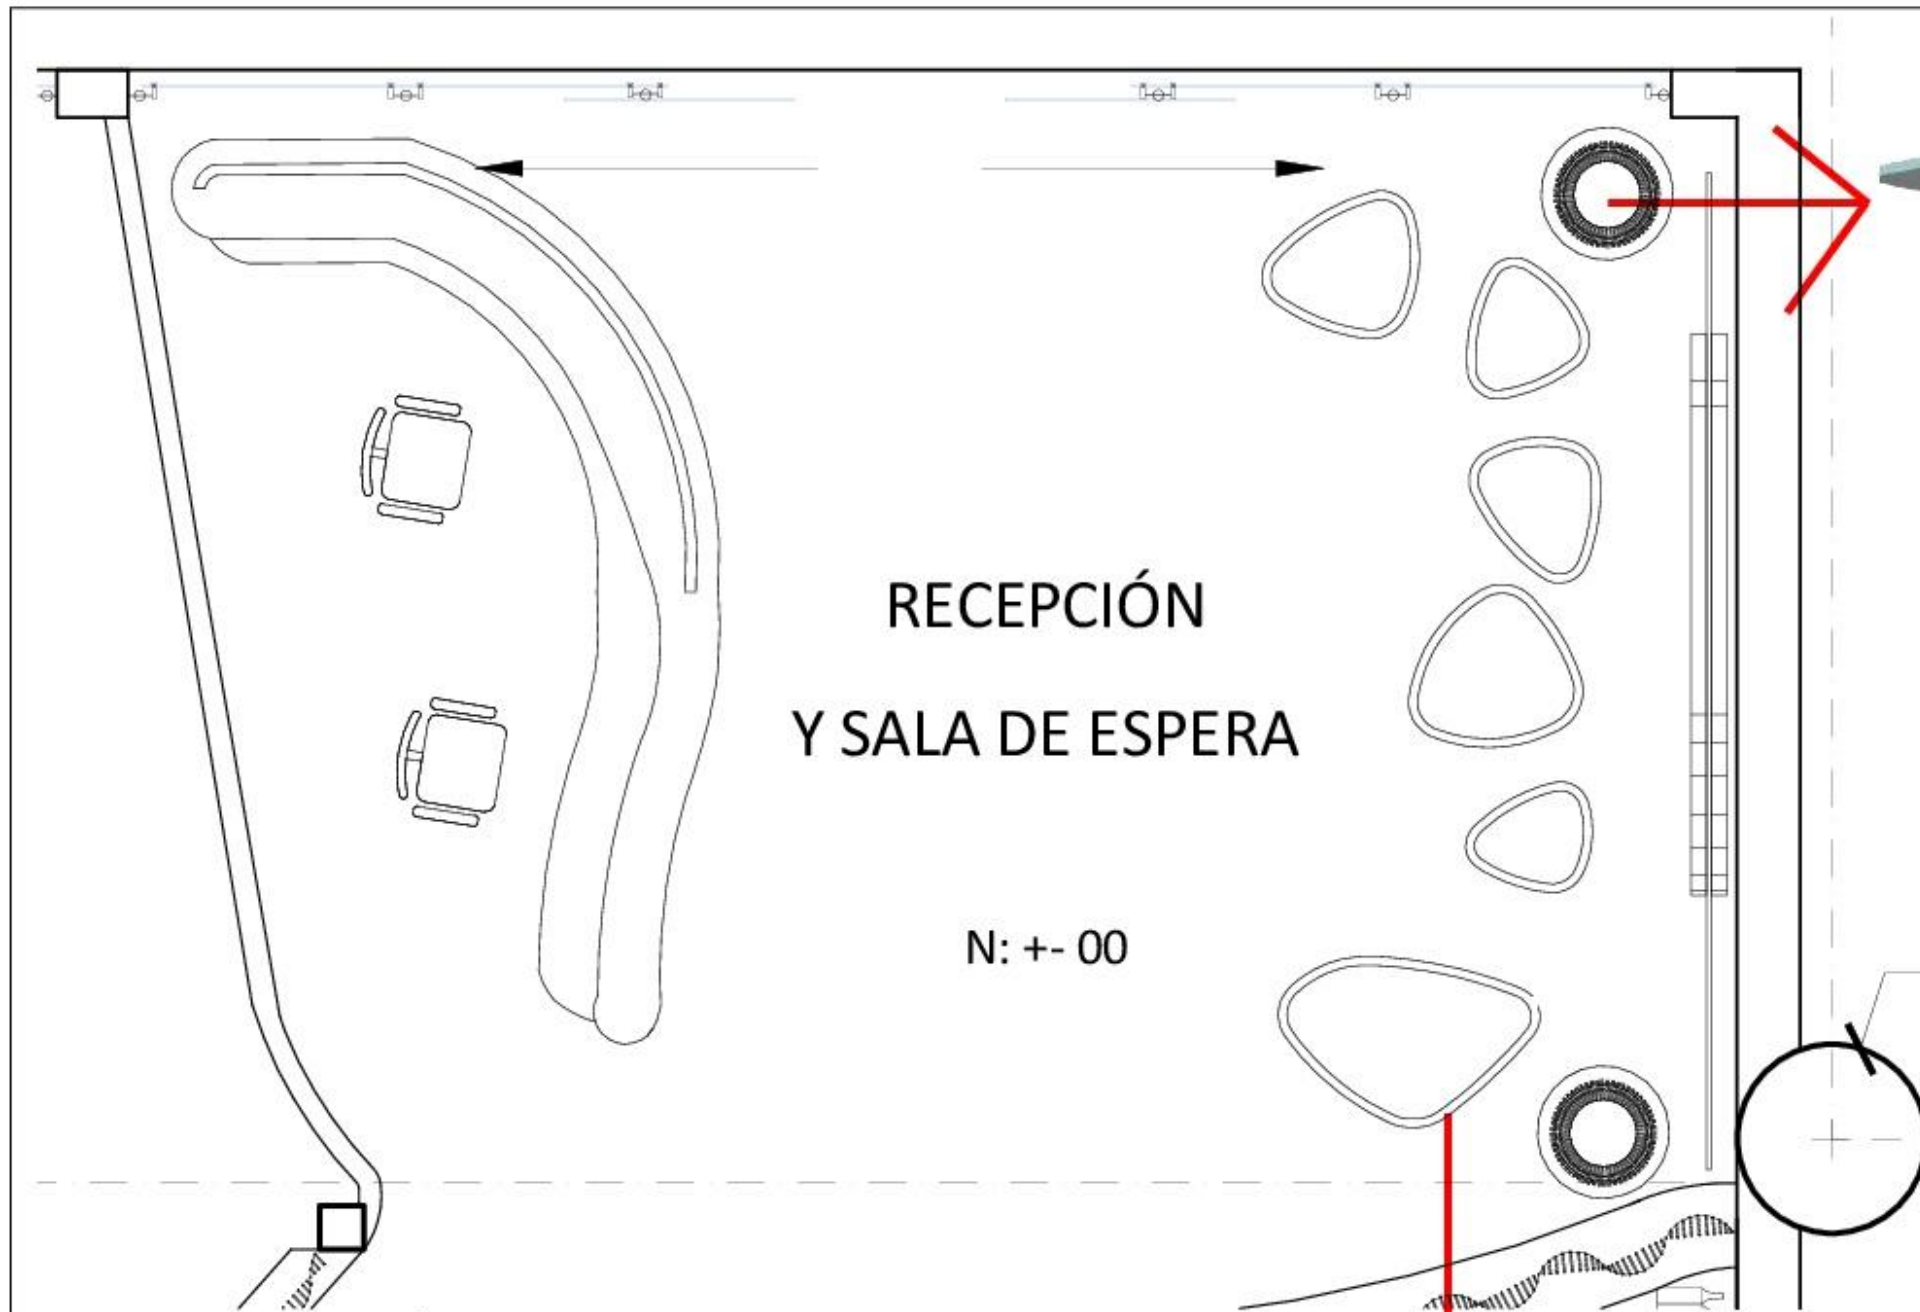 RECEPCIÓN
Y SALA DE ESPERA
N: +- 00